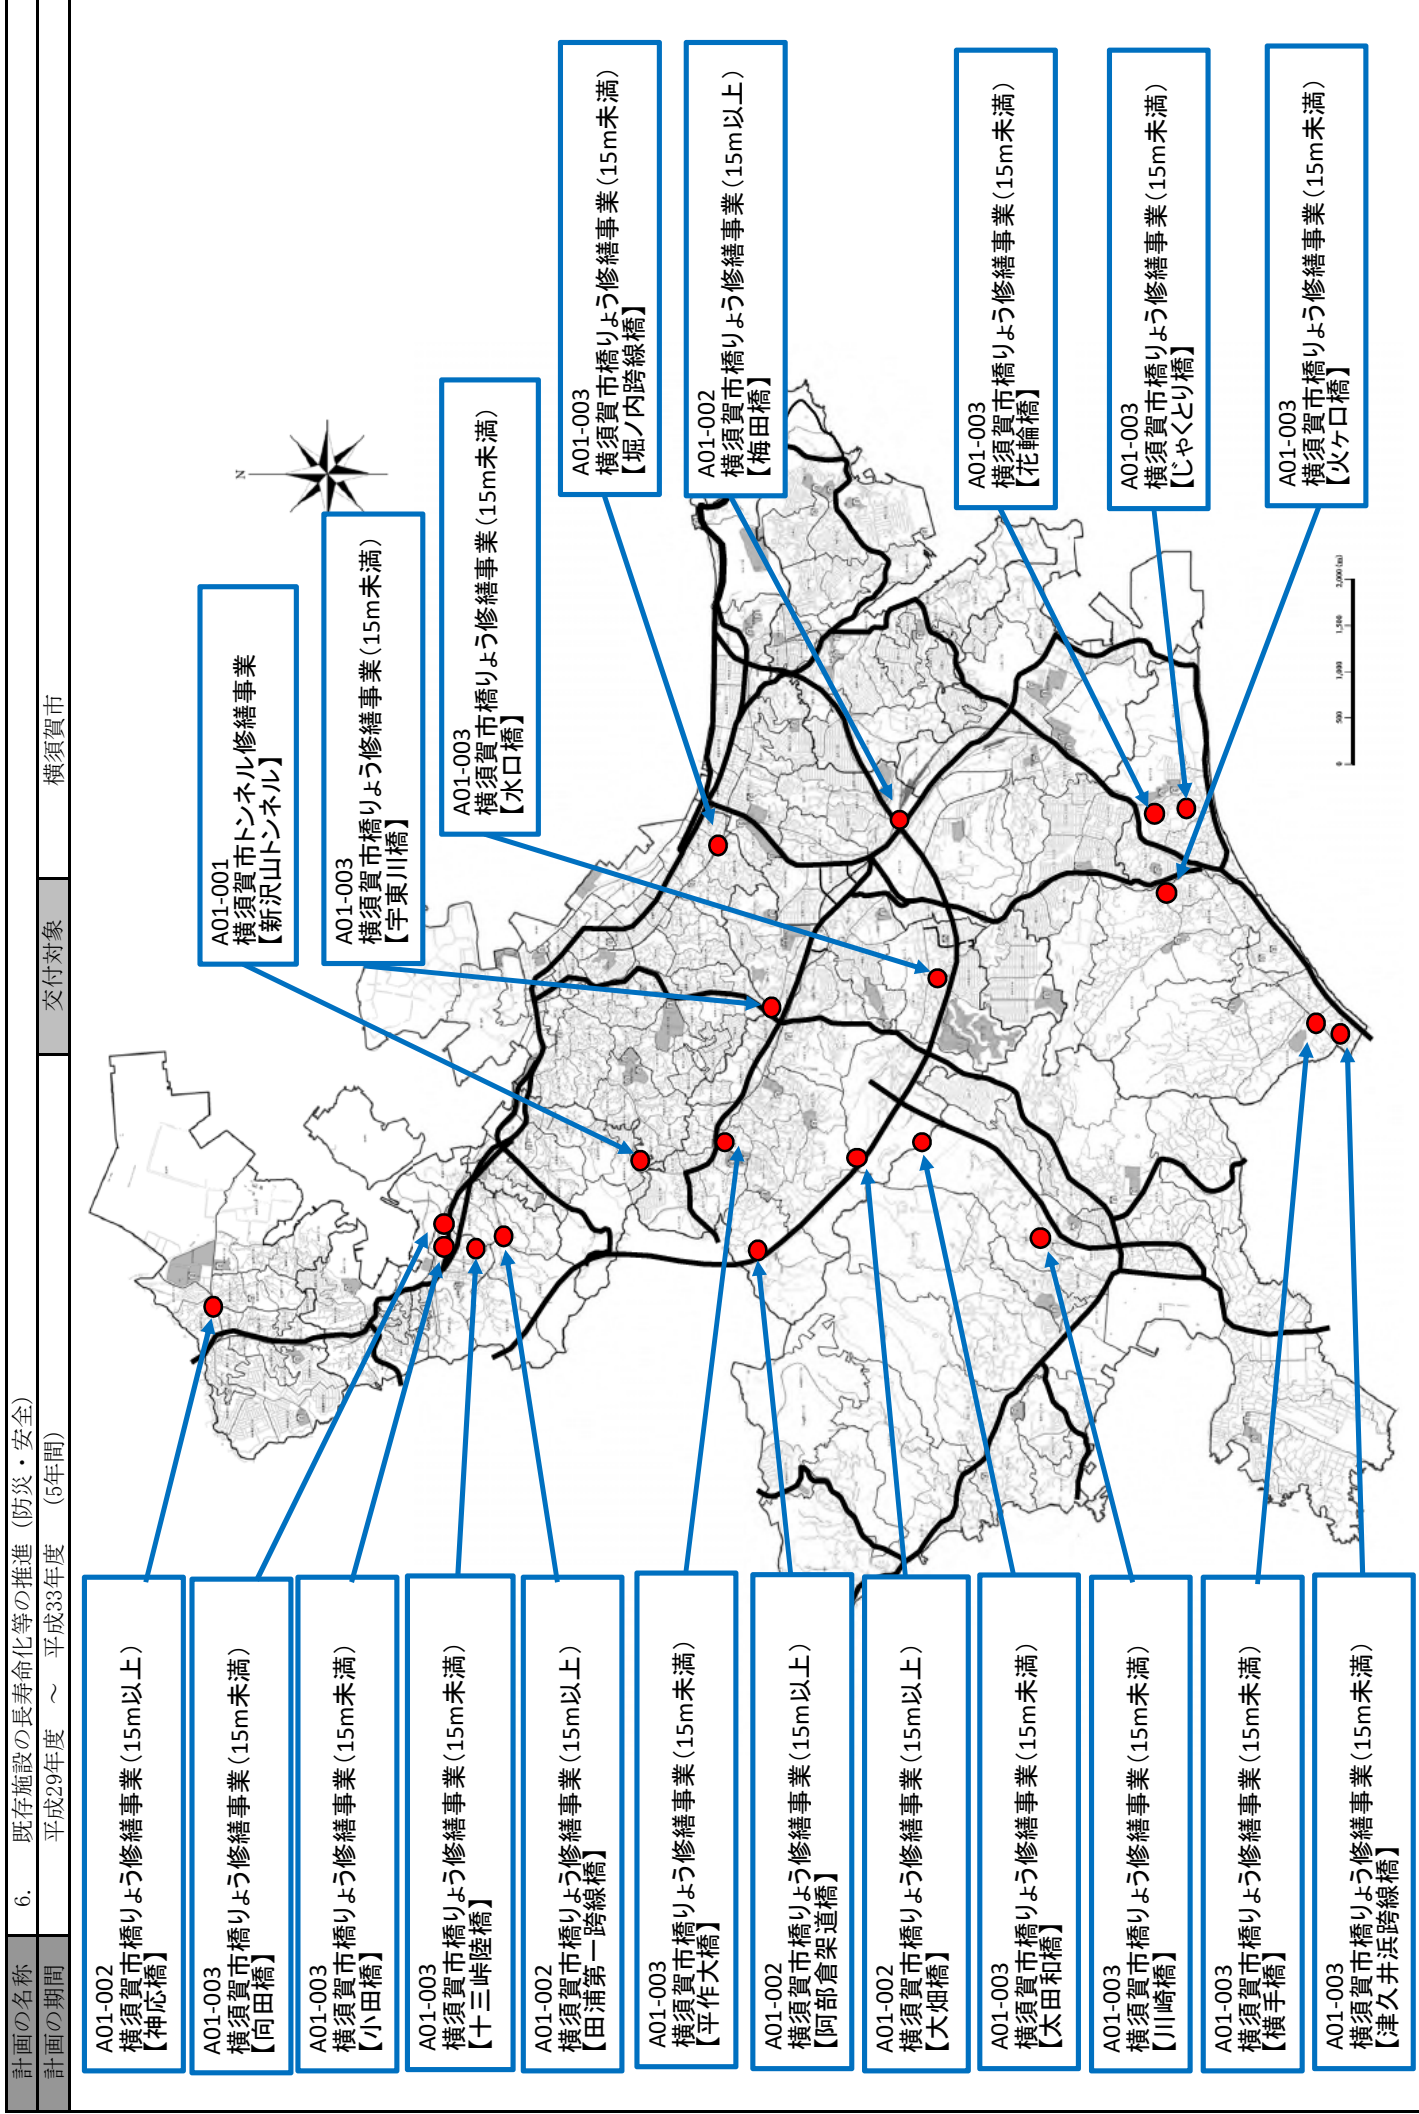 計画の名称
6. 既存施設の長寿命化等の推進（防災・安全）
計画の期間
平成29年度 ～ 平成33年度 （5年間）
交付対象
横須賀市
A01-002
横須賀市橋りょう修繕事業（15m以上）
【神応橋】
A01-003
横須賀市橋りょう修繕事業（15m未満）
【向田橋】
A01-003
横須賀市橋りょう修繕事業（15m未満）
【小田橋】
A01-003
横須賀市橋りょう修繕事業（15m未満）
【十三峠陸橋】
A01-002
横須賀市橋りょう修繕事業（15m以上）
【田浦第一跨線橋】
A01-003
横須賀市橋りょう修繕事業（15m未満）
【平作大橋】
A01-002
横須賀市橋りょう修繕事業（15m以上）
【阿部倉架道橋】
A01-002
横須賀市橋りょう修繕事業（15m以上）
【大畑橋】
A01-003
横須賀市橋りょう修繕事業（15m未満）
【太田和橋】
A01-003
横須賀市橋りょう修繕事業（15m未満）
【川崎橋】
A01-003
横須賀市橋りょう修繕事業（15m未満）
【横手橋】
A01-003
横須賀市橋りょう修繕事業（15m未満）
【津久井浜跨線橋】
A01-001
横須賀市トンネル修繕事業
【新沢山トンネル】
A01-003
横須賀市橋りょう修繕事業（15m未満）
【宇東川橋】
A01-003
横須賀市橋りょう修繕事業（15m未満）
【水口橋】
A01-003
横須賀市橋りょう修繕事業（15m未満）
【堀ノ内跨線橋】
A01-002
横須賀市橋りょう修繕事業（15m以上）
【梅田橋】
A01-003
横須賀市橋りょう修繕事業（15m未満）
【花輪橋】
A01-003
横須賀市橋りょう修繕事業（15m未満）
【じゃくとり橋】
A01-003
横須賀市橋りょう修繕事業（15m未満）
【火ヶ口橋】
N
0 500 1,000 1,500 2,000(m)